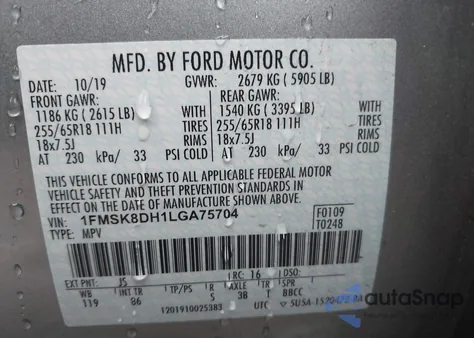 MFD. BY FORD MOTOR CO.
DATE: 10/19 GVWR: 2679 KG ( 5905 LB)
FRONT GAWR: REAR GAWR:
1186 KG ( 2615 LB) WITH 1540 KG ( 3395 LB) WITH
255/65R18 111H TIRES 255/65R18 111H TIRES
18x7.5J RIMS 18x7.5J RIMS
AT 230 kPa/ 33 PSI COLD AT 230 kPa/ 33 PSI COLD
THIS VEHICLE CONFORMS TO ALL APPLICABLE FEDERAL MOTOR
VEHICLE SAFETY AND THEFT PREVENTION STANDARDS IN
EFFECT ON THE DATE OF MANUFACTURE SHOWN ABOVE.
VIN: 1FMSK8DH1LGA75704 F0109
TYPE: MPV T0248
EXT PNT: JS RC: 16 DSO:
WB INT TR TP/PS R AXLE TR SPR
119 86 5 3B T BBCC
1201910025383 UTC
autoSnap